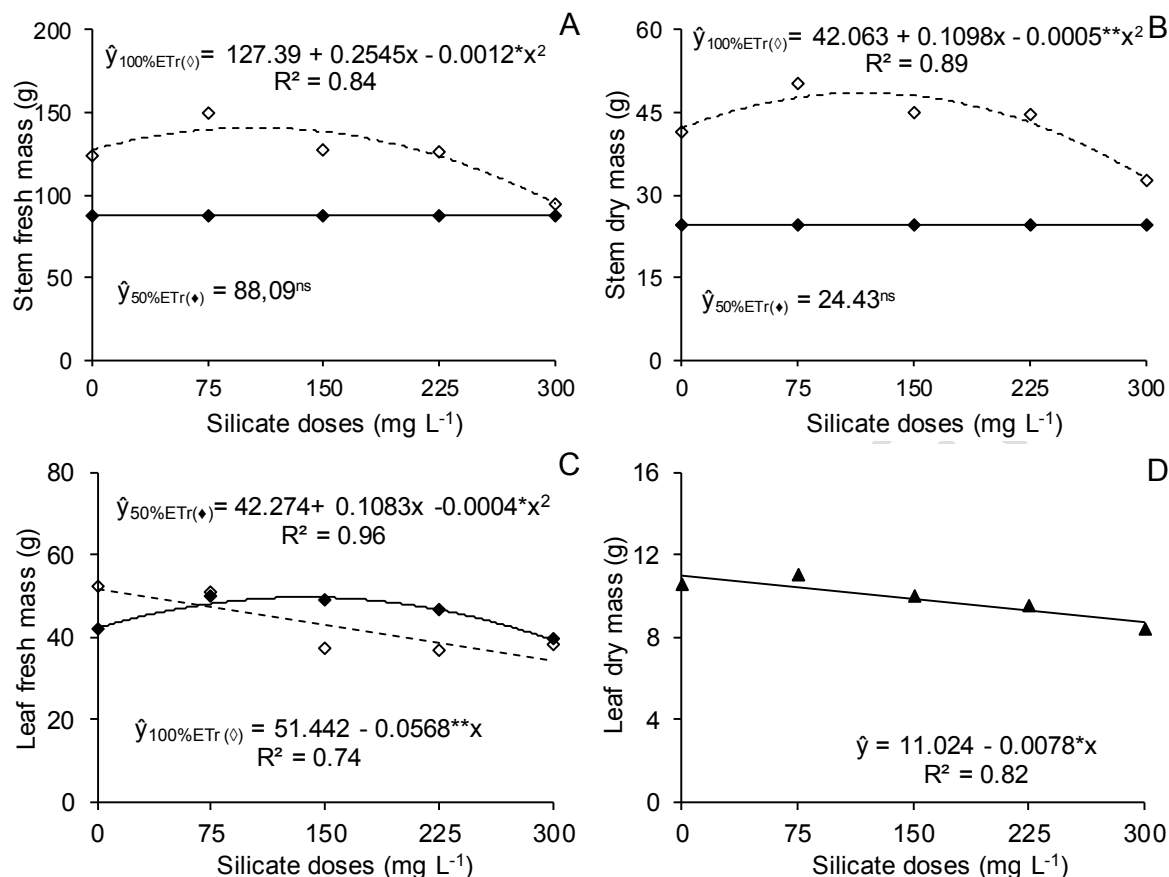 A
ŷ100%ETr(◊)= 127.39 + 0.2545x - 0.0012*x²
R² = 0.84
200
150
100
50
0
Stem fresh mass (g)
ŷ50%ETr(♦) = 88,09ns
0 75 150 225 300
Silicate doses (mg L-1)
B
ŷ100%ETr(◊)= 42.063 + 0.1098x - 0.0005**x²
R² = 0.89
60
45
30
15
0
Stem dry mass (g)
ŷ50%ETr(♦) = 24.43ns
0 75 150 225 300
Silicate doses (mg L-1)
C
ŷ50%ETr(♦)= 42.274+ 0.1083x -0.0004*x²
R² = 0.96
80
60
40
20
0
Leaf fresh mass (g)
ŷ100%ETr (◊) = 51.442 - 0.0568**x
R² = 0.74
0 75 150 225 300
Silicate doses (mg L-1)
D
16
12
8
4
0
Leaf dry mass (g)
ŷ = 11.024 - 0.0078*x
R² = 0.82
0 75 150 225 300
Silicate doses (mg L-1)